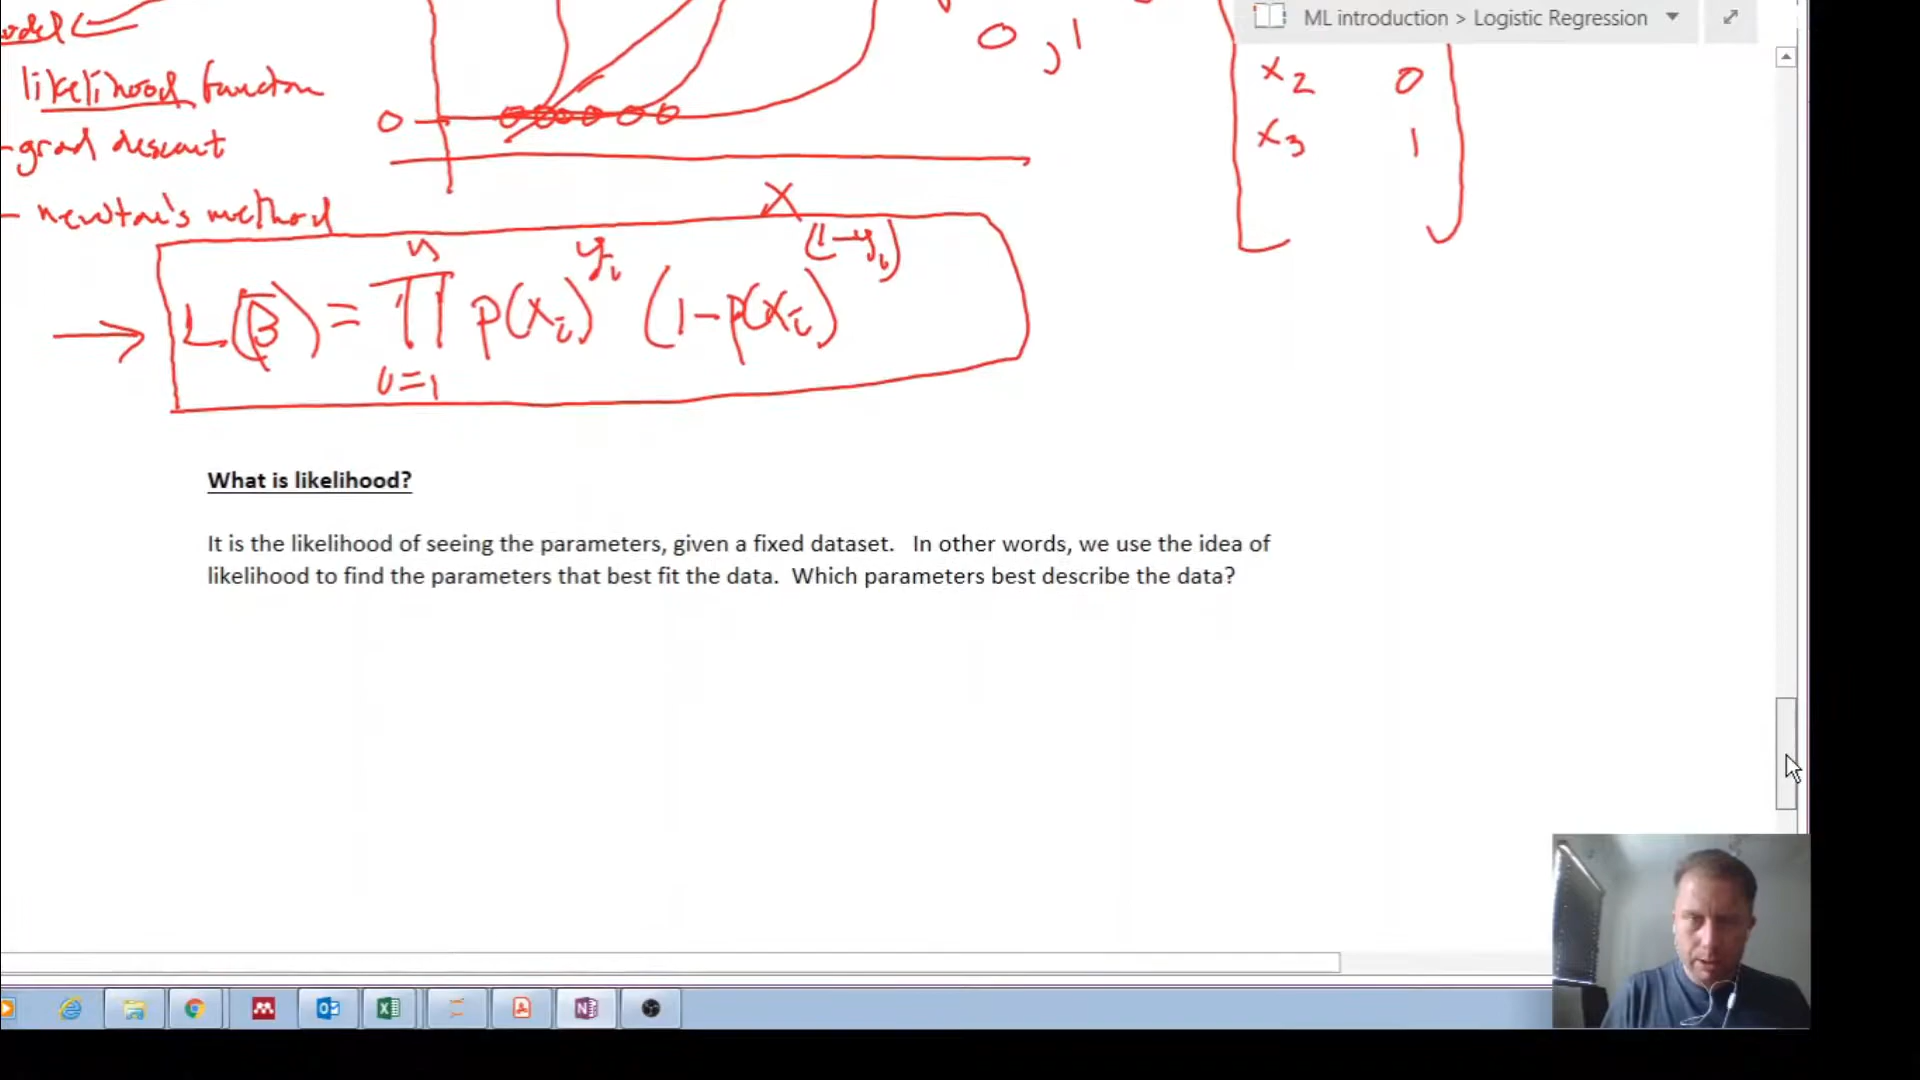 ML introduction > Logistic Regression
0 , 1
x2 0
x3 1
likelihood function
0
-grad descent
- newton's method
X
L(β) = n ∏ i=1 p(xi)^yi (1-p(xi)^(1-yi)
What is likelihood?
It is the likelihood of seeing the parameters, given a fixed dataset. In other words, we use the idea of
likelihood to find the parameters that best fit the data. Which parameters best describe the data?